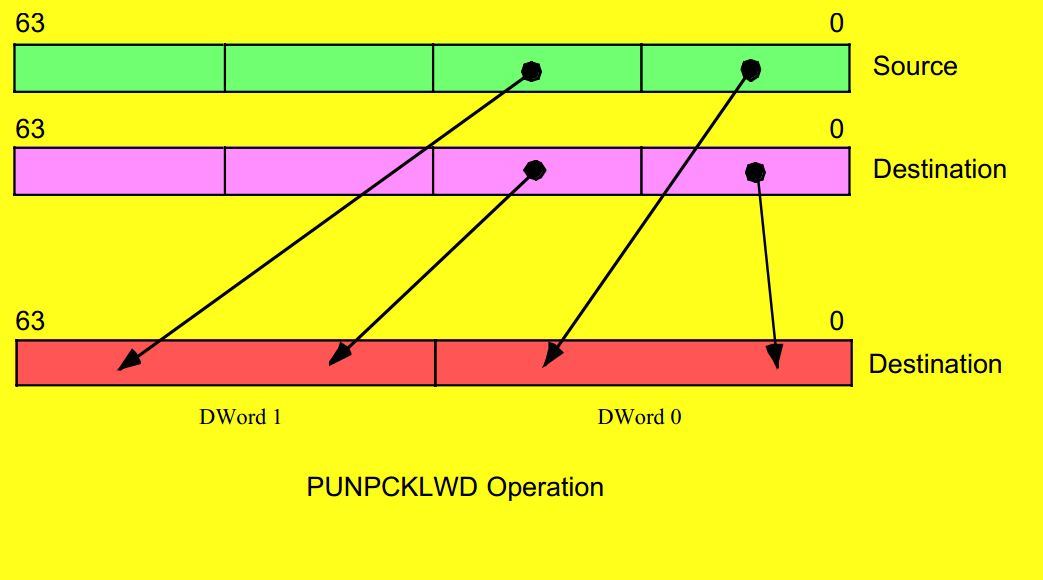 63 0
Source
63 0
Destination
63 0
Destination
DWord 1 DWord 0
PUNPCKLWD Operation